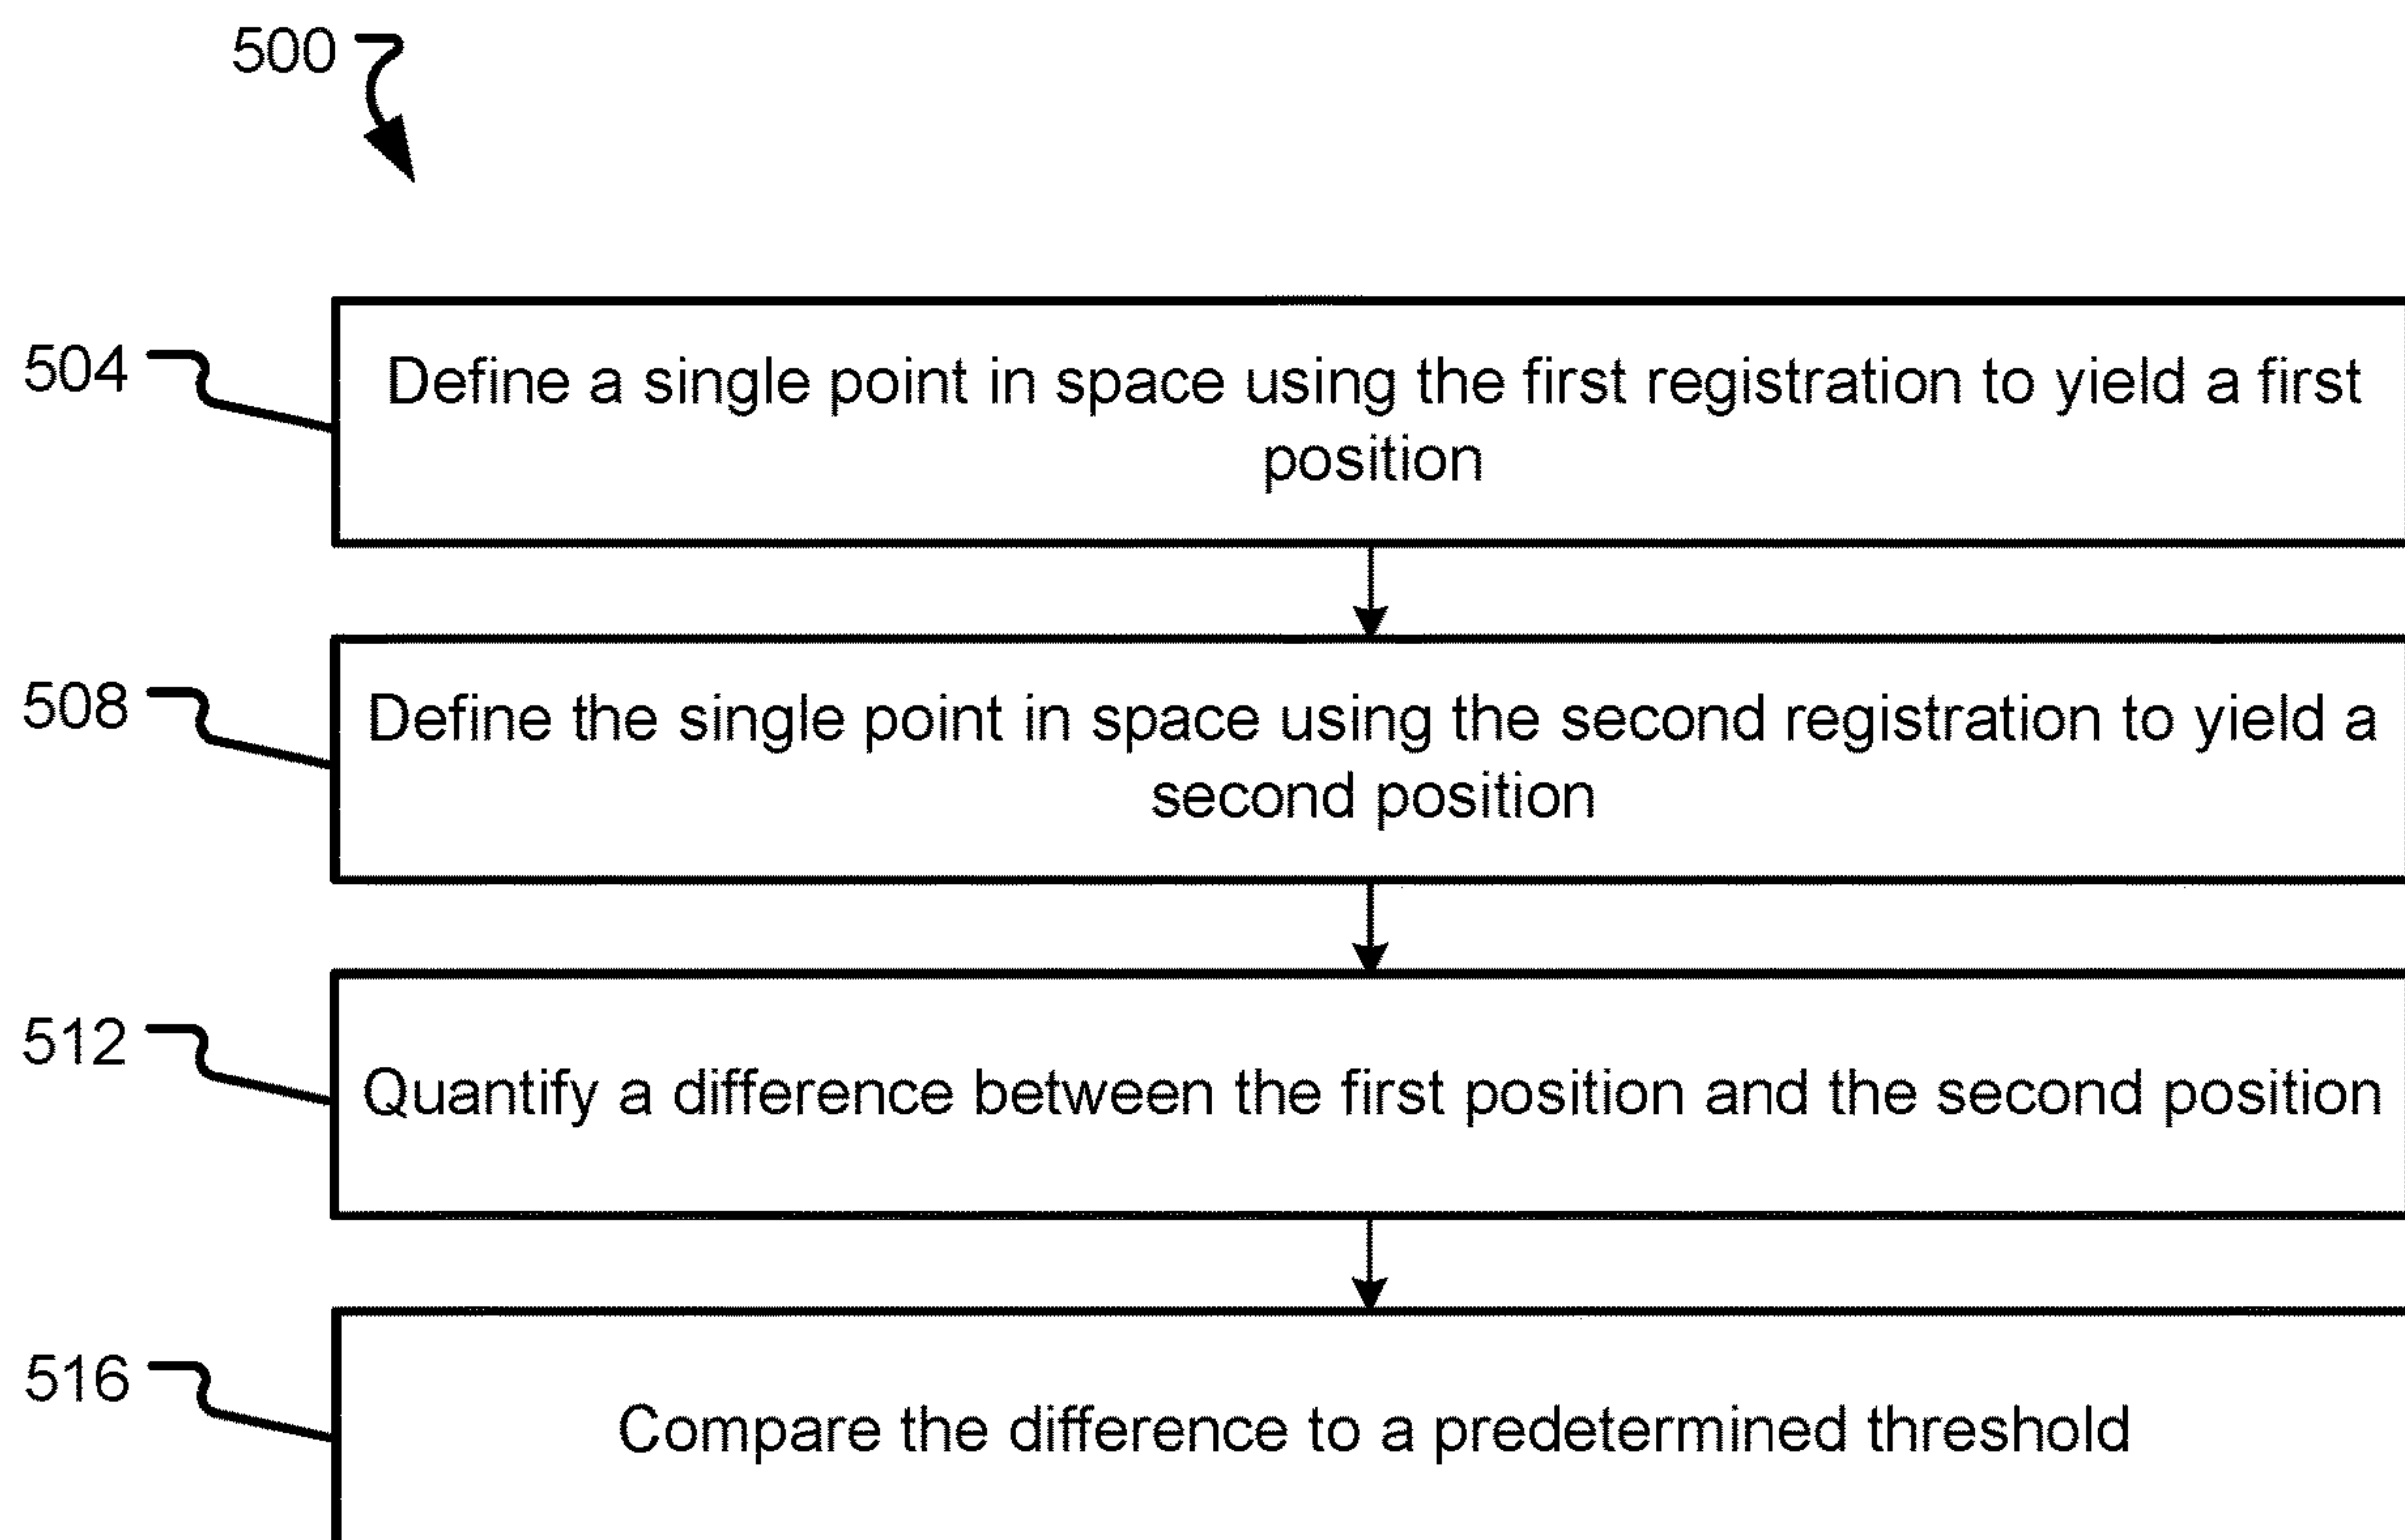 500
504
Define a single point in space using the first registration to yield a first
position
508
Define the single point in space using the second registration to yield a
second position
512
Quantify a difference between the first position and the second position
516
Compare the difference to a predetermined threshold